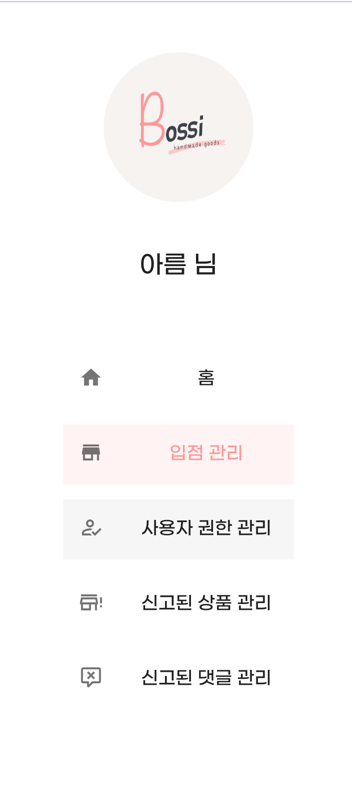 Bossi
handmade goods
아름 님
홈
입점 관리
사용자 권한 관리
신고된 상품 관리
신고된 댓글 관리